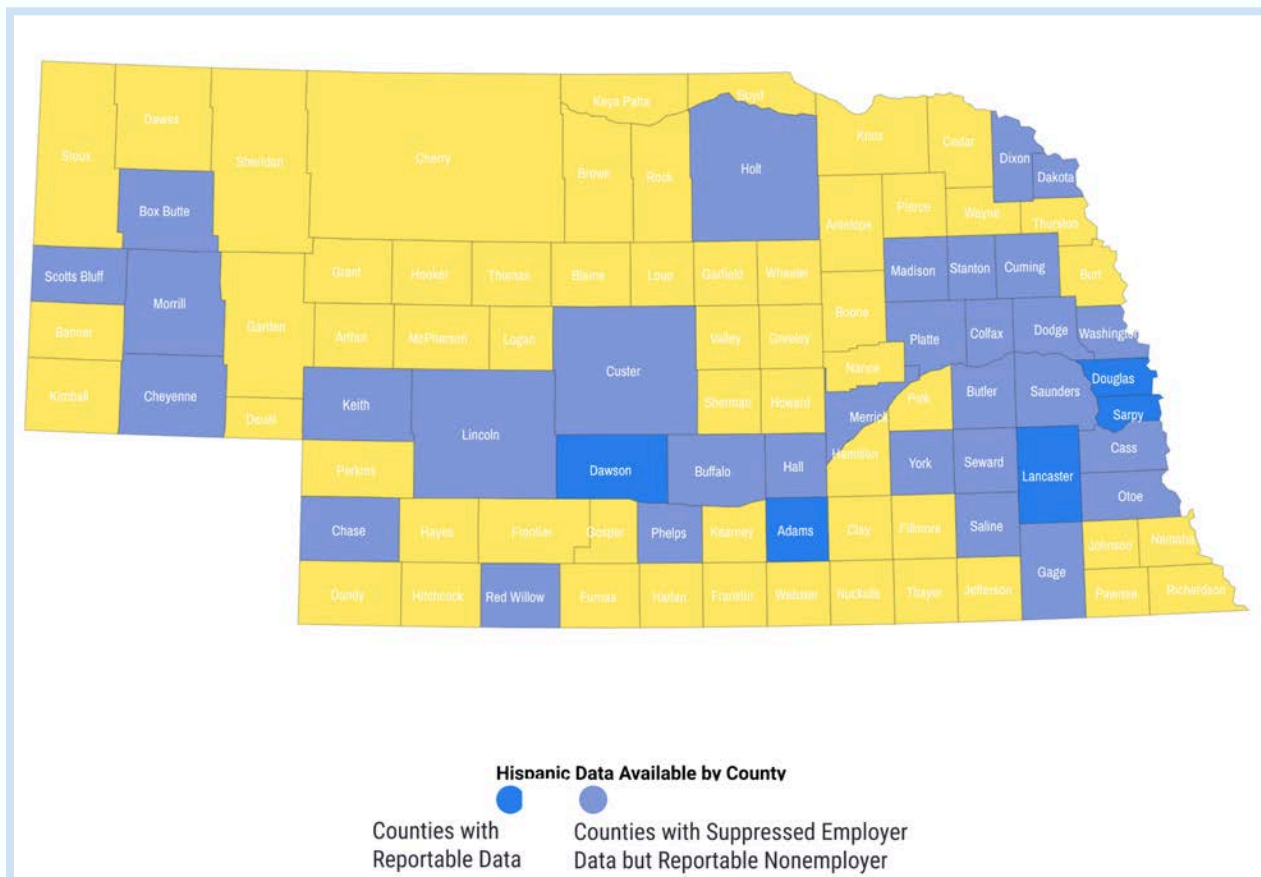 Keya Paha
Boyd
Dawes
Knox
Cedar
Sioux
Sheridan
Cherry
Dixon
Brown
Rock
Holt
Dakota
Box Butte
Pierce
Wayne
Thurston
Antelope
Scotts Bluff
Grant
Hooker
Thomas
Blaine
Loup
Garfield
Wheeler
Madison
Stanton
Cuming
Burt
Morrill
Banner
Garden
Arthur
McPherson
Logan
Custer
Valley
Greeley
Boone
Platte
Colfax
Dodge
Washington
Nance
Kimball
Cheyenne
Deuel
Keith
Lincoln
Sherman
Howard
Merrick
Polk
Butler
Saunders
Douglas
Sarpy
Perkins
Dawson
Buffalo
Hall
Hamilton
York
Seward
Lancaster
Cass
Otoe
Chase
Hayes
Frontier
Gosper
Phelps
Kearney
Adams
Clay
Fillmore
Saline
Gage
Johnson
Nemaha
Dundy
Hitchcock
Red Willow
Furnas
Harlan
Franklin
Webster
Nuckolls
Thayer
Jefferson
Pawnee
Richardson
Hispanic Data Available by County
Counties with
Reportable Data
Counties with Suppressed Employer
Data but Reportable Nonemployer